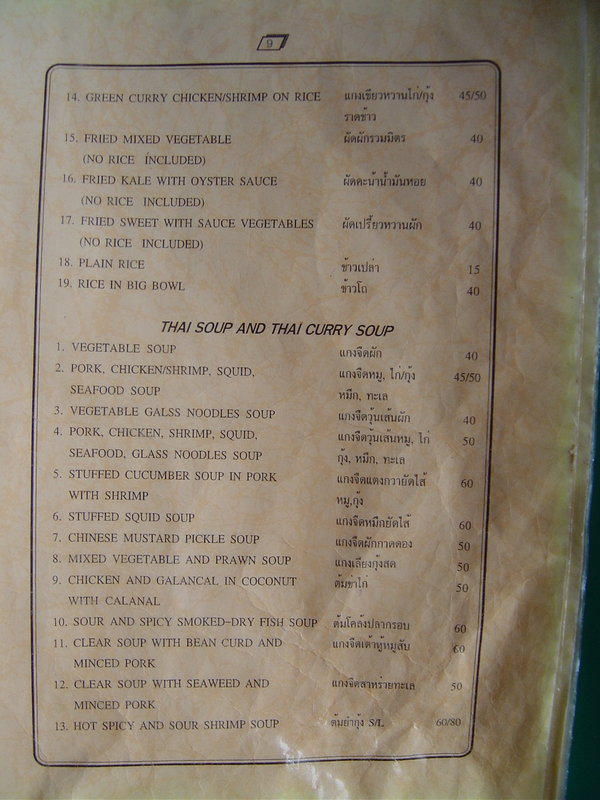 9
14. GREEN CURRY CHICKEN/SHRIMP ON RICE แกงเขียวหวานไก่/กุ้ง 45/50
ราดข้าว
15. FRIED MIXED VEGETABLE ผัดผักรวมมิตร 40
(NO RICE INCLUDED)
16. FRIED KALE WITH OYSTER SAUCE ผัดคะน้าน้ำมันหอย 40
(NO RICE INCLUDED)
17. FRIED SWEET WITH SAUCE VEGETABLES ผัดเปรี้ยวหวานผัก 40
(NO RICE INCLUDED)
18. PLAIN RICE ข้าวเปล่า 15
19. RICE IN BIG BOWL ข้าวโถ 40
THAI SOUP AND THAI CURRY SOUP
1. VEGETABLE SOUP แกงจืดผัก 40
2. PORK, CHICKEN/SHRIMP, SQUID, แกงจืดหมู, ไก่/กุ้ง 45/50
SEAFOOD SOUP หมึก, ทะเล
3. VEGETABLE GALSS NOODLES SOUP แกงจืดวุ้นเส้นผัก 40
4. PORK, CHICKEN, SHRIMP, SQUID, แกงจืดวุ้นเส้นหมู, ไก่ 50
SEAFOOD, GLASS NOODLES SOUP กุ้ง, หมึก, ทะเล
5. STUFFED CUCUMBER SOUP IN PORK แกงจืดแตงกวายัดไส้ 60
WITH SHRIMP หมู,กุ้ง
6. STUFFED SQUID SOUP แกงจืดหมึกยัดไส้ 60
7. CHINESE MUSTARD PICKLE SOUP แกงจืดผักกาดดอง 50
8. MIXED VEGETABLE AND PRAWN SOUP แกงเลียงกุ้งสด 50
9. CHICKEN AND GALANCAL IN COCONUT ต้มข่าไก่ 50
WITH CALANAL
10. SOUR AND SPICY SMOKED-DRY FISH SOUP ต้มโคล้งปลากรอบ 60
11. CLEAR SOUP WITH BEAN CURD AND แกงจืดเต้าหู้หมูสับ 60
MINCED PORK
12. CLEAR SOUP WITH SEAWEED AND แกงจืดสาหร่ายทะเล 50
MINCED PORK
13. HOT SPICY AND SOUR SHRIMP SOUP ต้มยำกุ้ง S/L 60/80